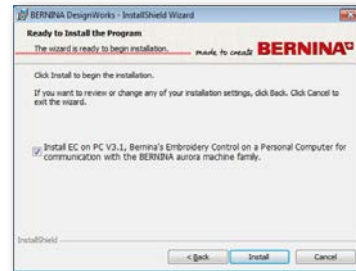 BERNINA DesignWorks - InstallShield Wizard
Ready to Install the Program
The wizard is ready to begin installation.
made to create BERNINA
Click Install to begin the installation.
If you want to review or change any of your installation settings, click Back. Click Cancel to
exit the wizard.
Install EC on PC V3.1, Bernina's Embroidery Control on a Personal Computer for
communication with the BERNINA aurora machine family.
InstallShield
< Back
Install
Cancel